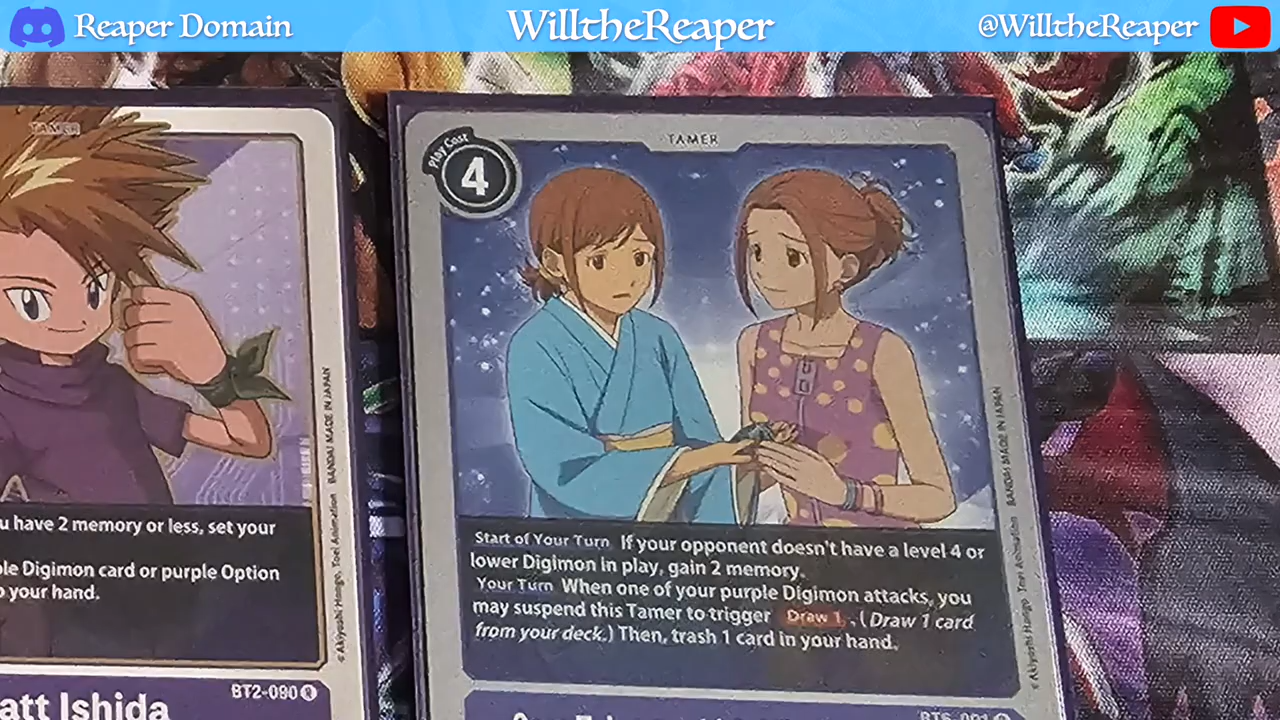 Reaper Domain
WilltheReaper
@WilltheReaper
TAMER
u have 2 memory or less, set your
ple Digimon card or purple Option
o your hand.
© Akiyoshi Hongo, Toei Animation BANDAI MADE IN JAPAN
BT2-090 R
att Ishida
TAMER
Play Cost
4
Start of Your Turn If your opponent doesn't have a level 4 or
lower Digimon in play, gain 2 memory.
Your Turn When one of your purple Digimon attacks, you
may suspend this Tamer to trigger Draw 1. (Draw 1 card
from your deck.) Then, trash 1 card in your hand.
© Akiyoshi Hongo, Toei Animation BANDAI MADE IN JAPAN